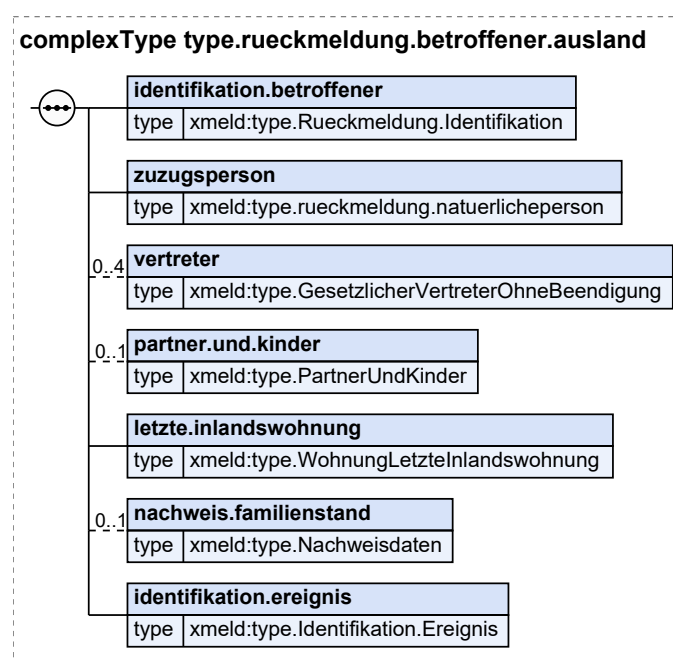 complexType type.rueckmeldung.betroffener.ausland
identifikation.betroffener
type xmeld:type.Rueckmeldung.Identifikation
zuzugsperson
type xmeld:type.rueckmeldung.natuerlicheperson
0..4 vertreter
type xmeld:type.GesetzlicherVertreterOhneBeendigung
0..1 partner.und.kinder
type xmeld:type.PartnerUndKinder
letzte.inlandswohnung
type xmeld:type.WohnungLetzteInlandswohnung
0..1 nachweis.familienstand
type xmeld:type.Nachweisdaten
identifikation.ereignis
type xmeld:type.Identifikation.Ereignis